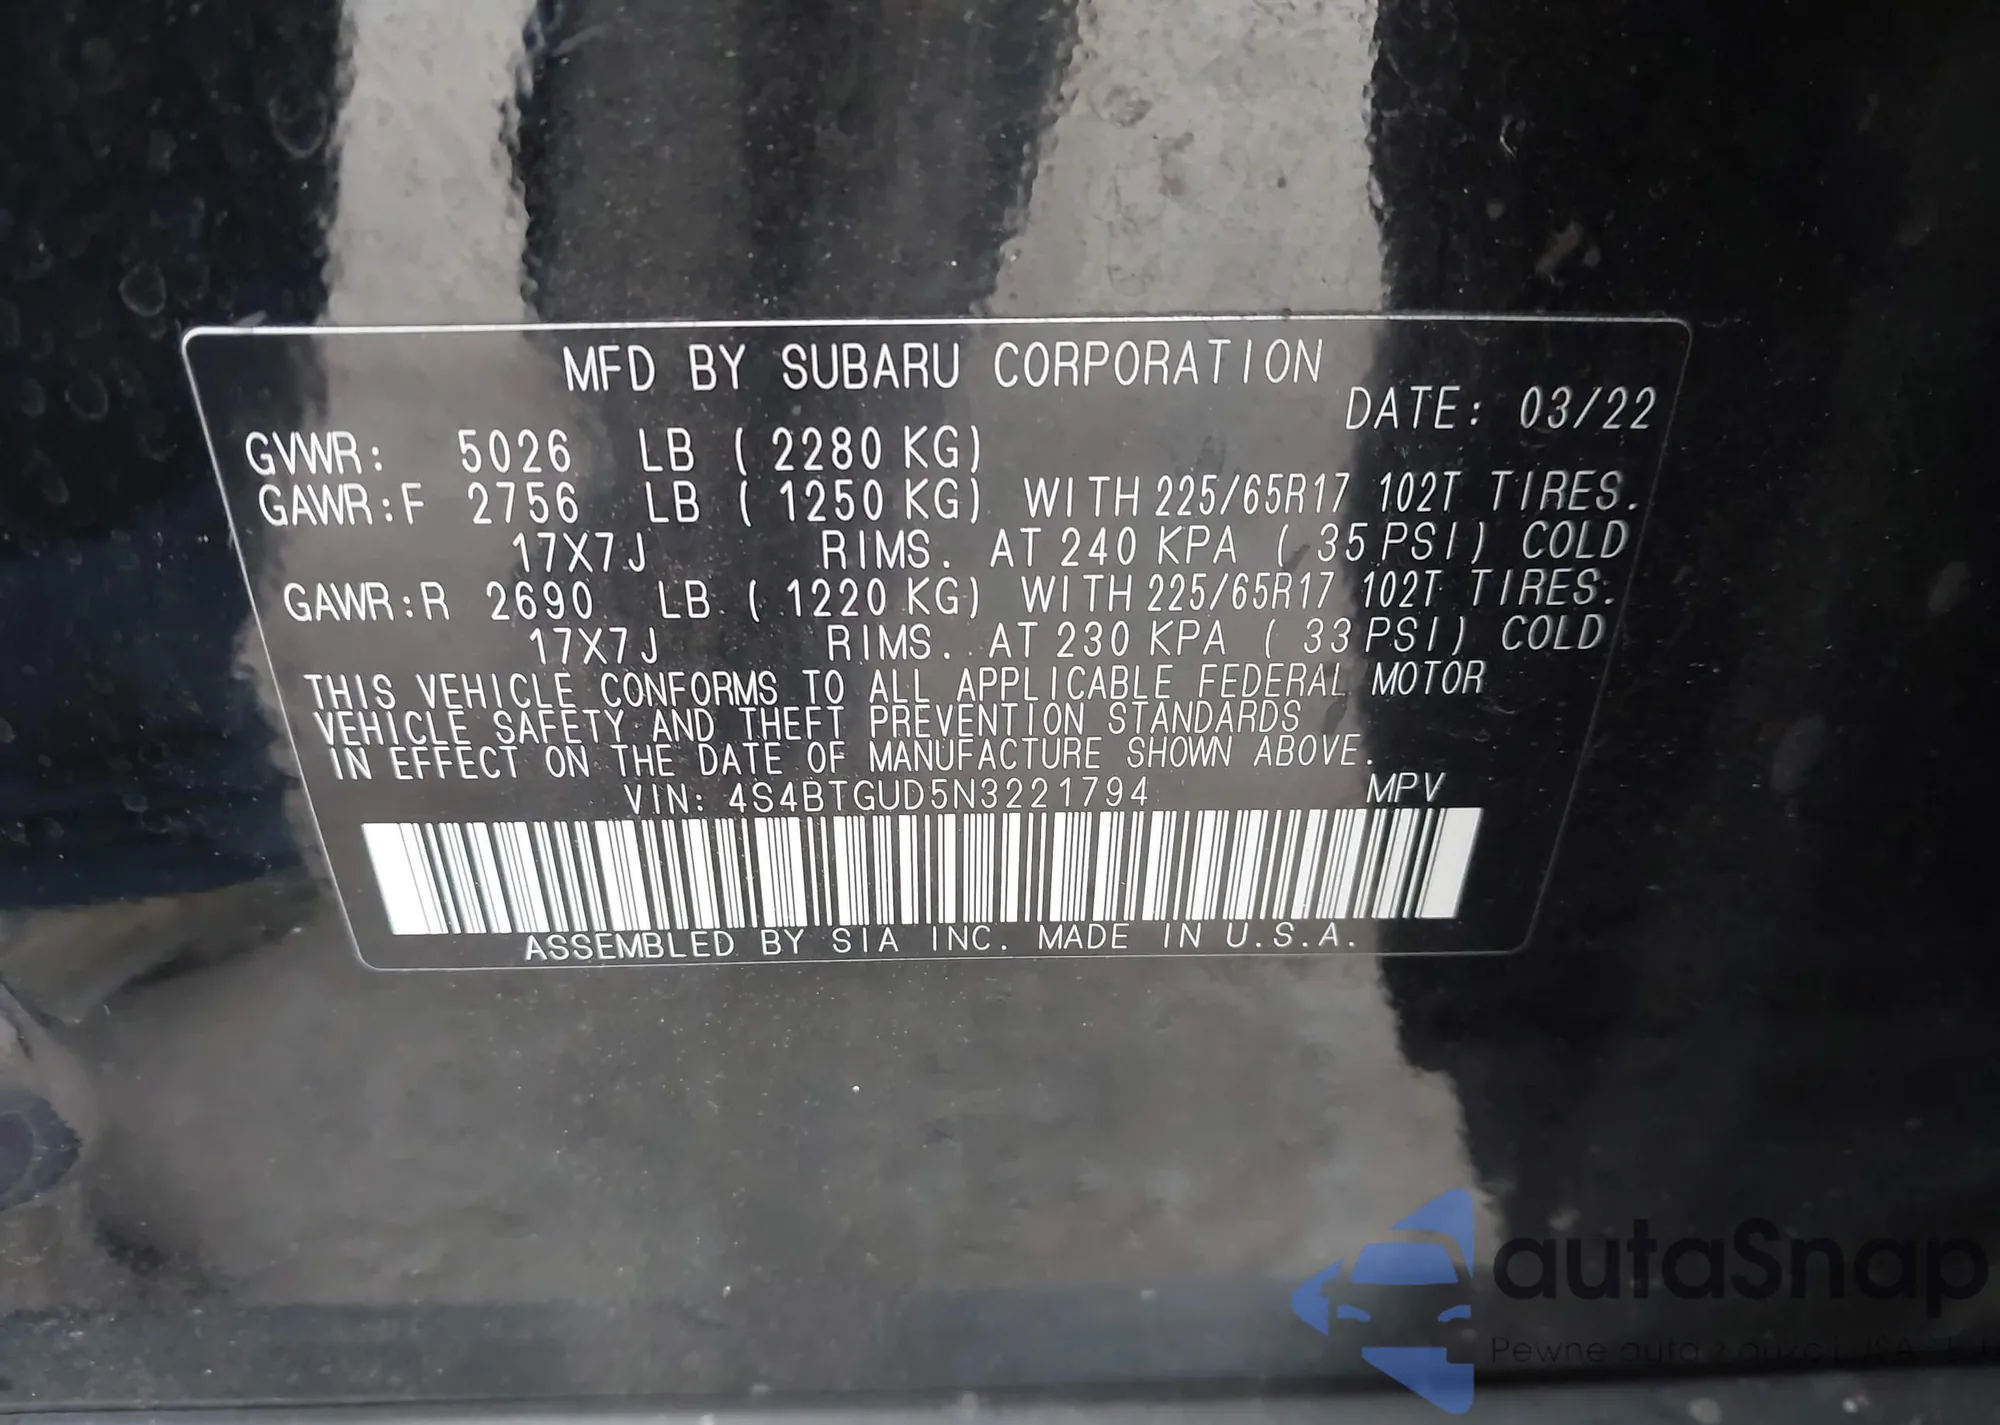 MFD BY SUBARU CORPORATION
DATE: 03/22
GVWR: 5026 LB ( 2280 KG)
GAWR:F 2756 LB ( 1250 KG) WITH 225/65R17 102T TIRES.
17X7J RIMS. AT 240 KPA ( 35 PSI) COLD
GAWR:R 2690 LB ( 1220 KG) WITH 225/65R17 102T TIRES.
17X7J RIMS. AT 230 KPA ( 33 PSI) COLD
THIS VEHICLE CONFORMS TO ALL APPLICABLE FEDERAL MOTOR
VEHICLE SAFETY AND THEFT PREVENTION STANDARDS
IN EFFECT ON THE DATE OF MANUFACTURE SHOWN ABOVE.
VIN: 4S4BTGUD5N3221794 MPV
ASSEMBLED BY SIA INC. MADE IN U.S.A.
autaSnap
Pewne auta z